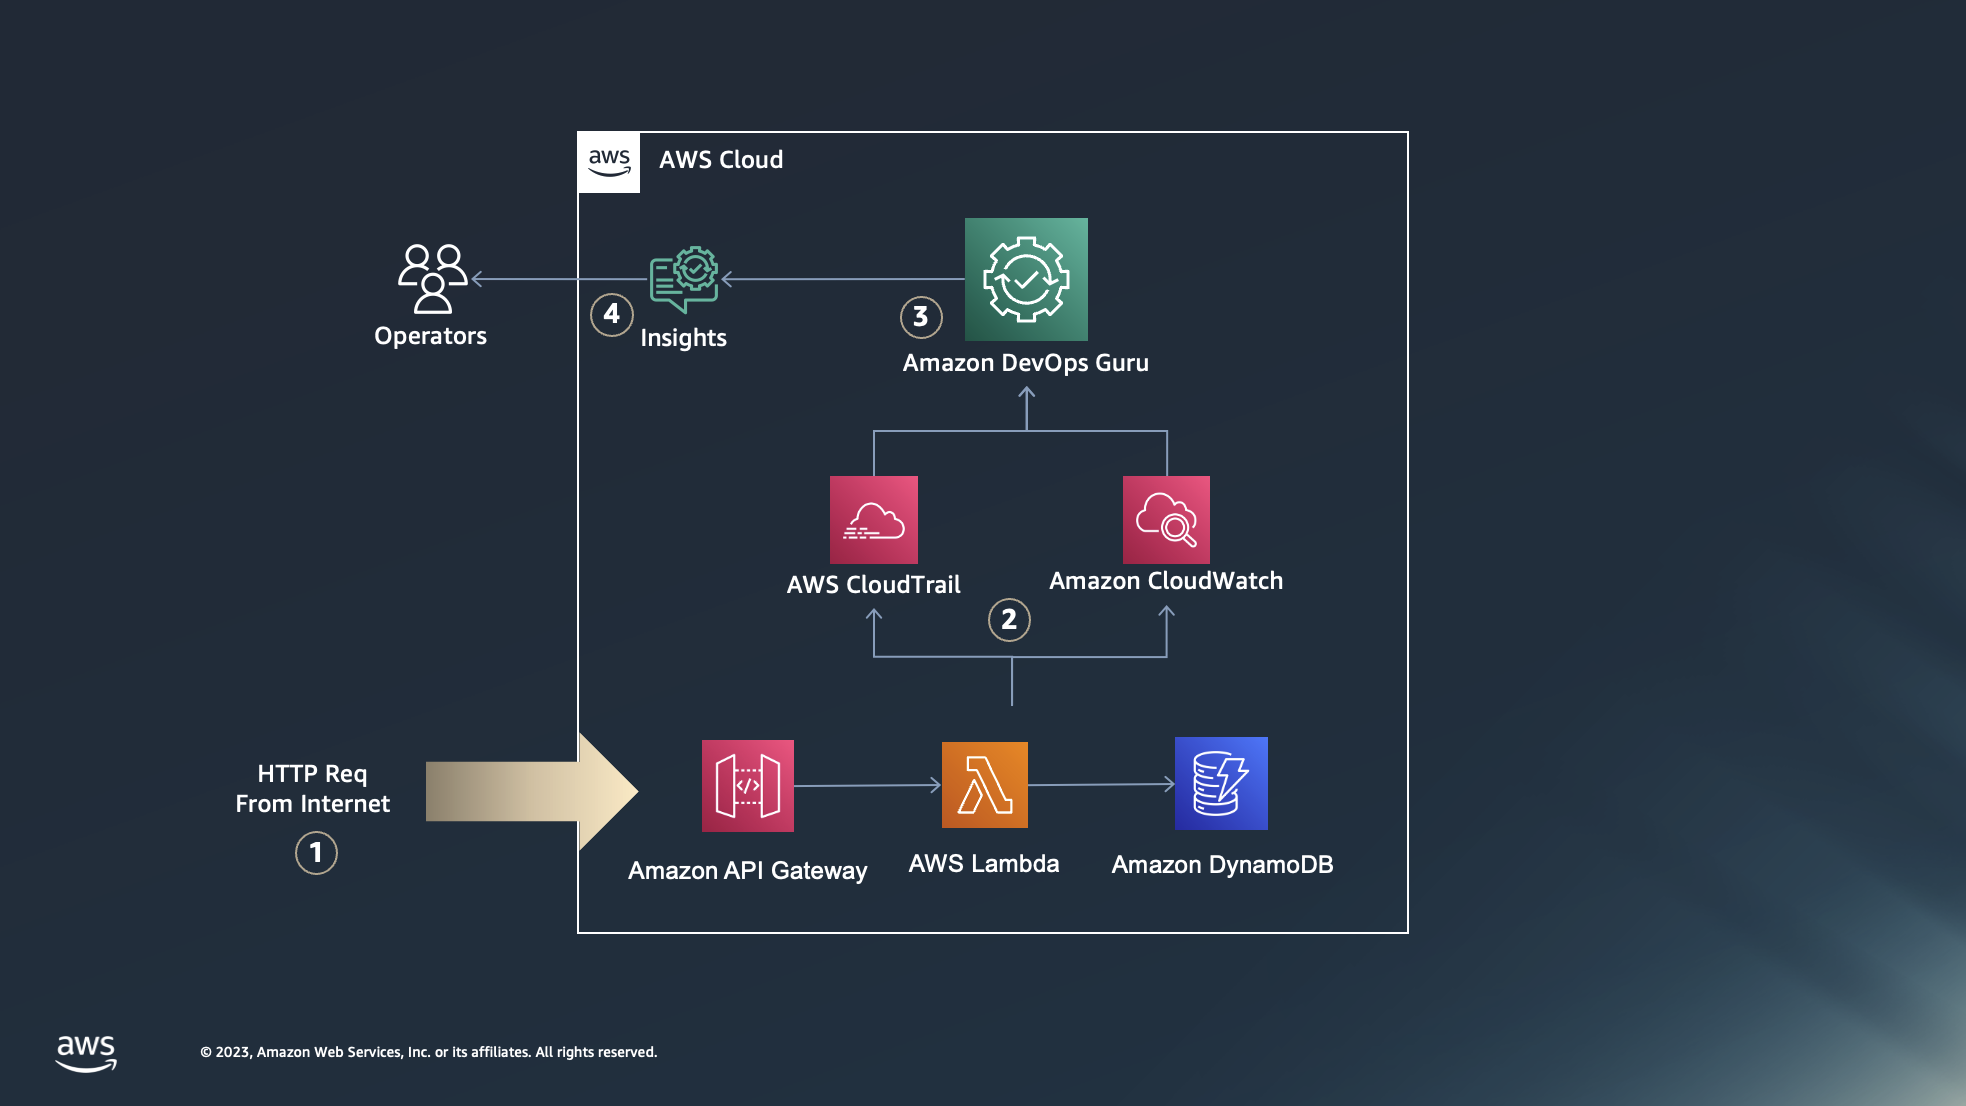 aws
AWS Cloud
Operators
4
Insights
3
Amazon DevOps Guru
AWS CloudTrail
Amazon CloudWatch
2
HTTP Req
From Internet
1
</>
Amazon API Gateway
AWS Lambda
Amazon DynamoDB
aws
© 2023, Amazon Web Services, Inc. or its affiliates. All rights reserved.